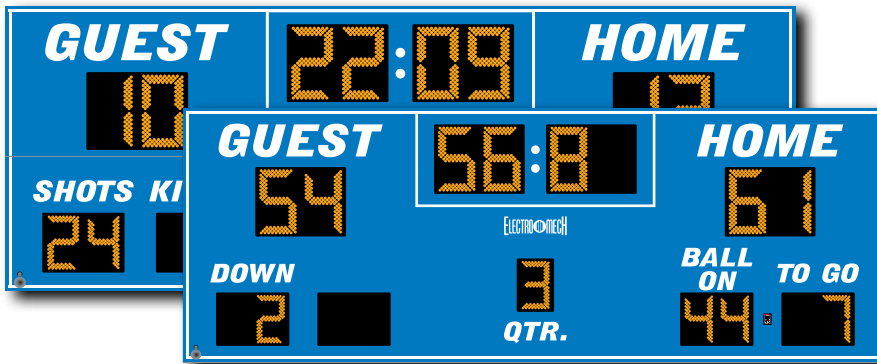 GUEST 22:09 HOME
10
SHOTS KI
24
GUEST 56:8 HOME
54 61
ELECTRO MECH
DOWN 3 BALL ON TO GO
2 44 7
QTR.